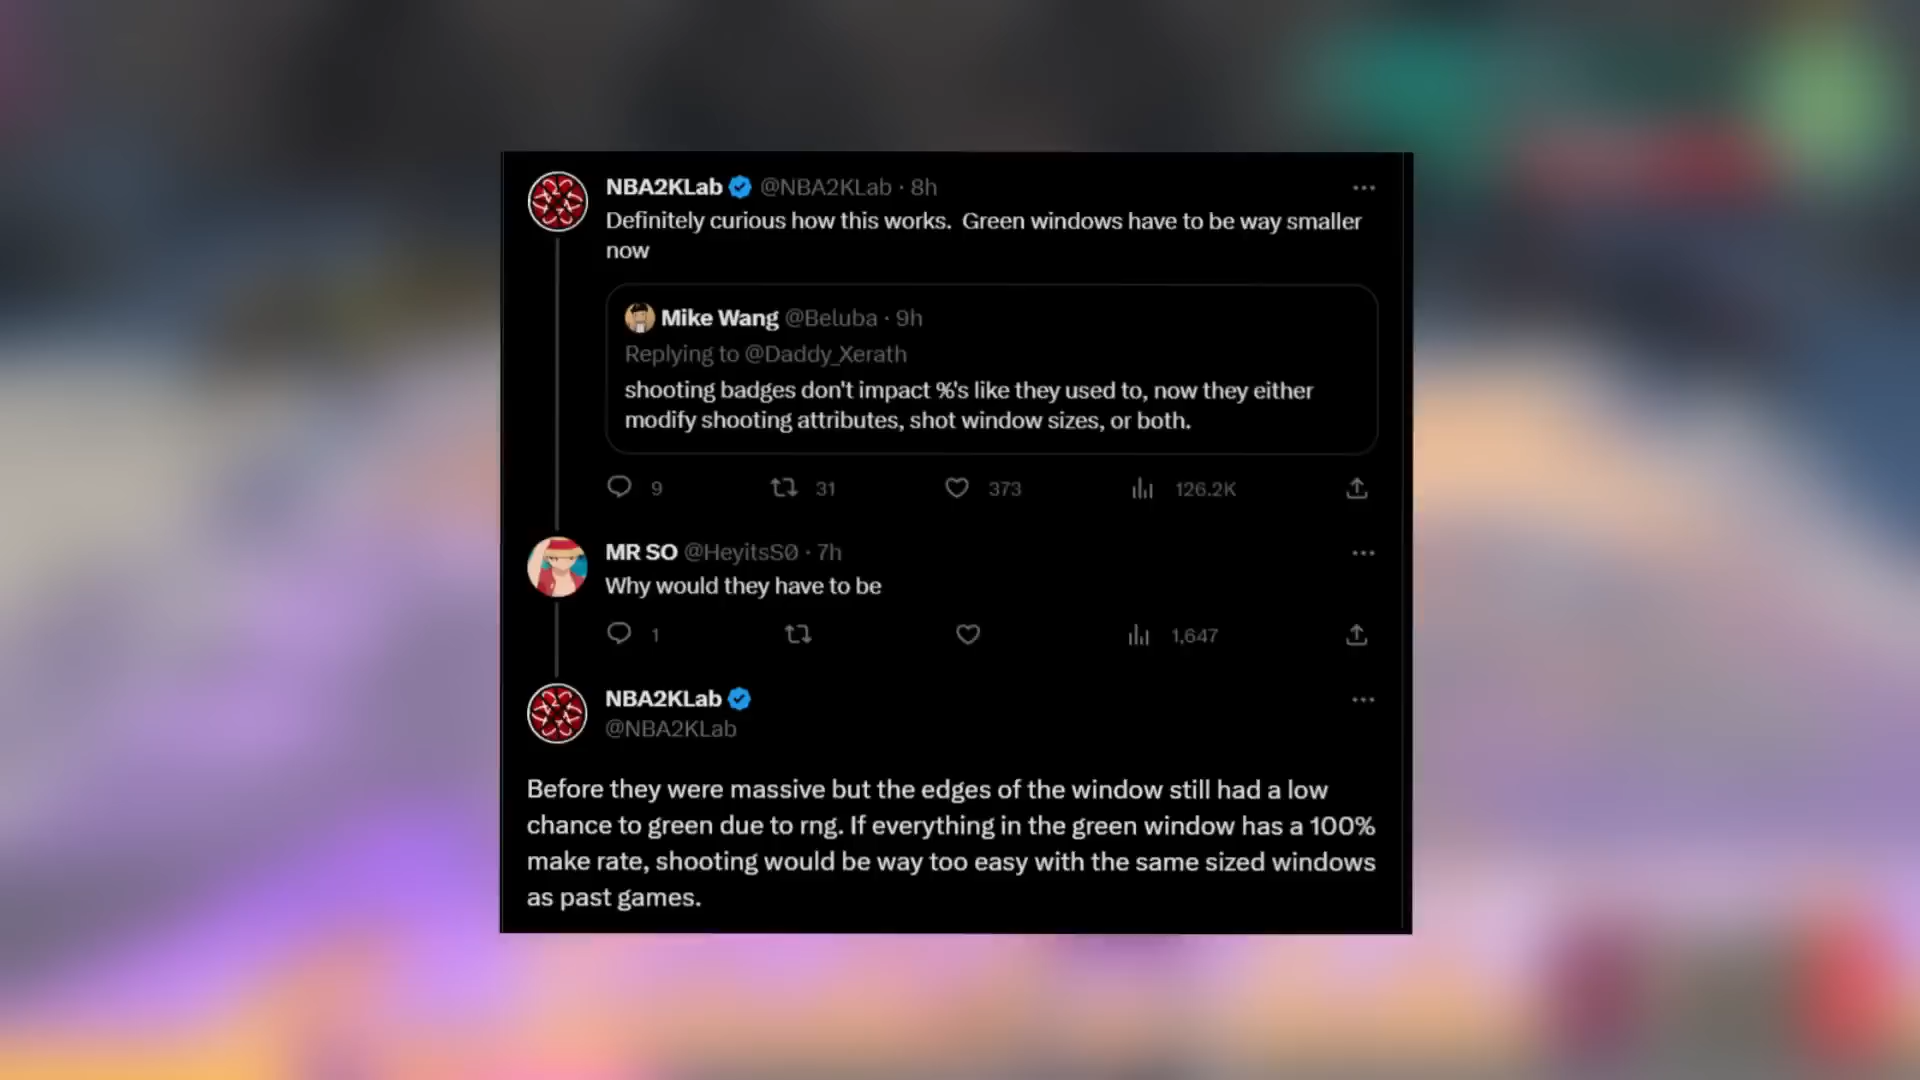 NBA2KLab @NBA2KLab · 8h
Definitely curious how this works. Green windows have to be way smaller
now
Mike Wang @Beluba · 9h
Replying to @Daddy_Xerath
shooting badges don't impact %'s like they used to, now they either
modify shooting attributes, shot window sizes, or both.
9 31 373 126.2K
MR SO @HeyitsSØ · 7h
Why would they have to be
1 1,647
NBA2KLab
@NBA2KLab
Before they were massive but the edges of the window still had a low
chance to green due to rng. If everything in the green window has a 100%
make rate, shooting would be way too easy with the same sized windows
as past games.